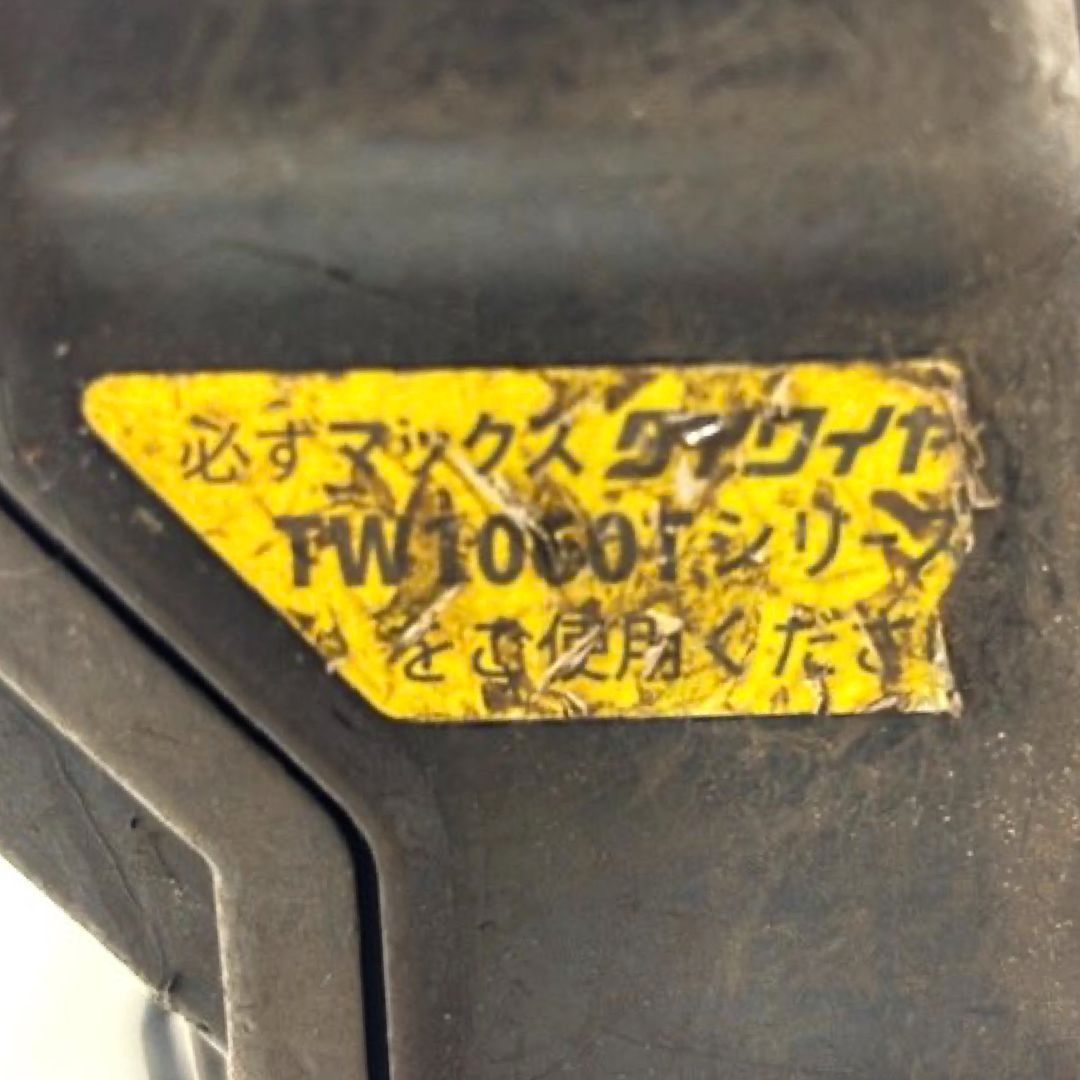 必ずマックス タイワイヤ
TW1060Tシリーズ
をご使用ください